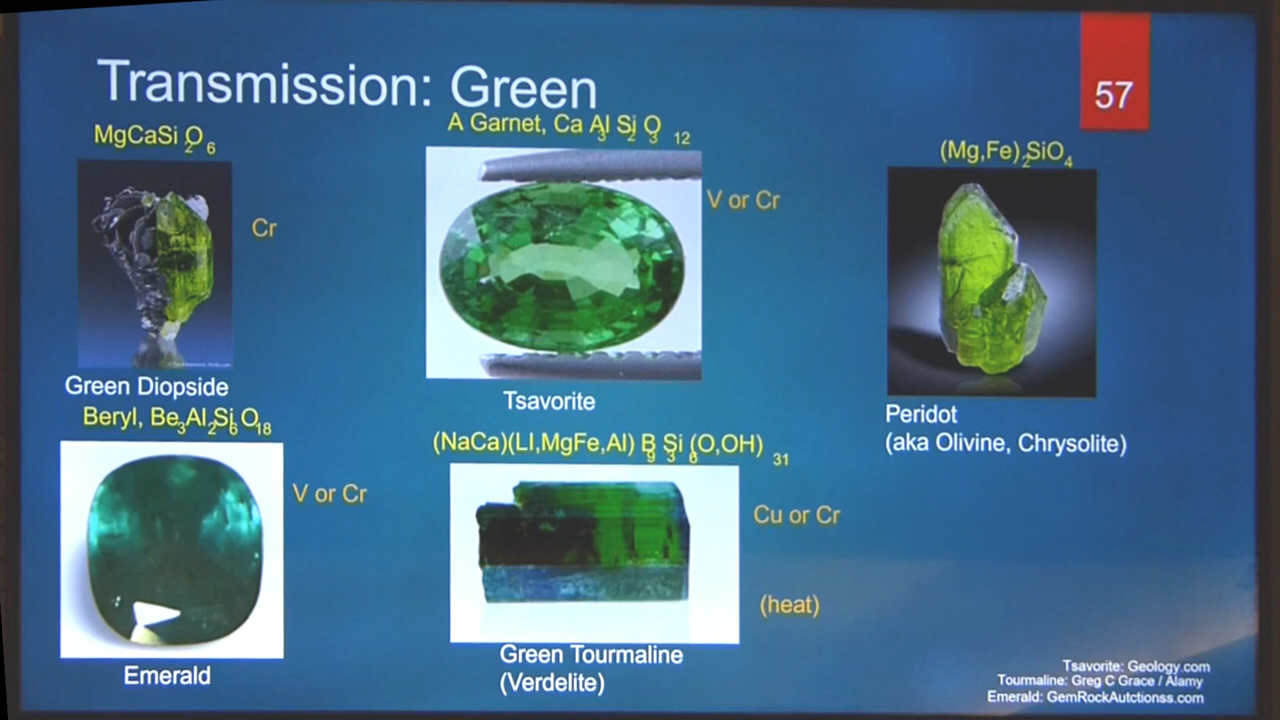 Transmission: Green
57
MgCaSi2O6
Cr
Green Diopside
A Garnet, Ca3Al2Si3O12
V or Cr
Tsavorite
(Mg,Fe)2SiO4
Peridot
(aka Olivine, Chrysolite)
Beryl, Be3Al2Si6O18
V or Cr
Emerald
(NaCa)(LI,MgFe,Al)9B3Si6(O,OH)31
Cu or Cr
(heat)
Green Tourmaline
(Verdelite)
Tsavorite: Geology.com
Tourmaline: Greg C Grace / Alamy
Emerald: GemRockAutctionss.com